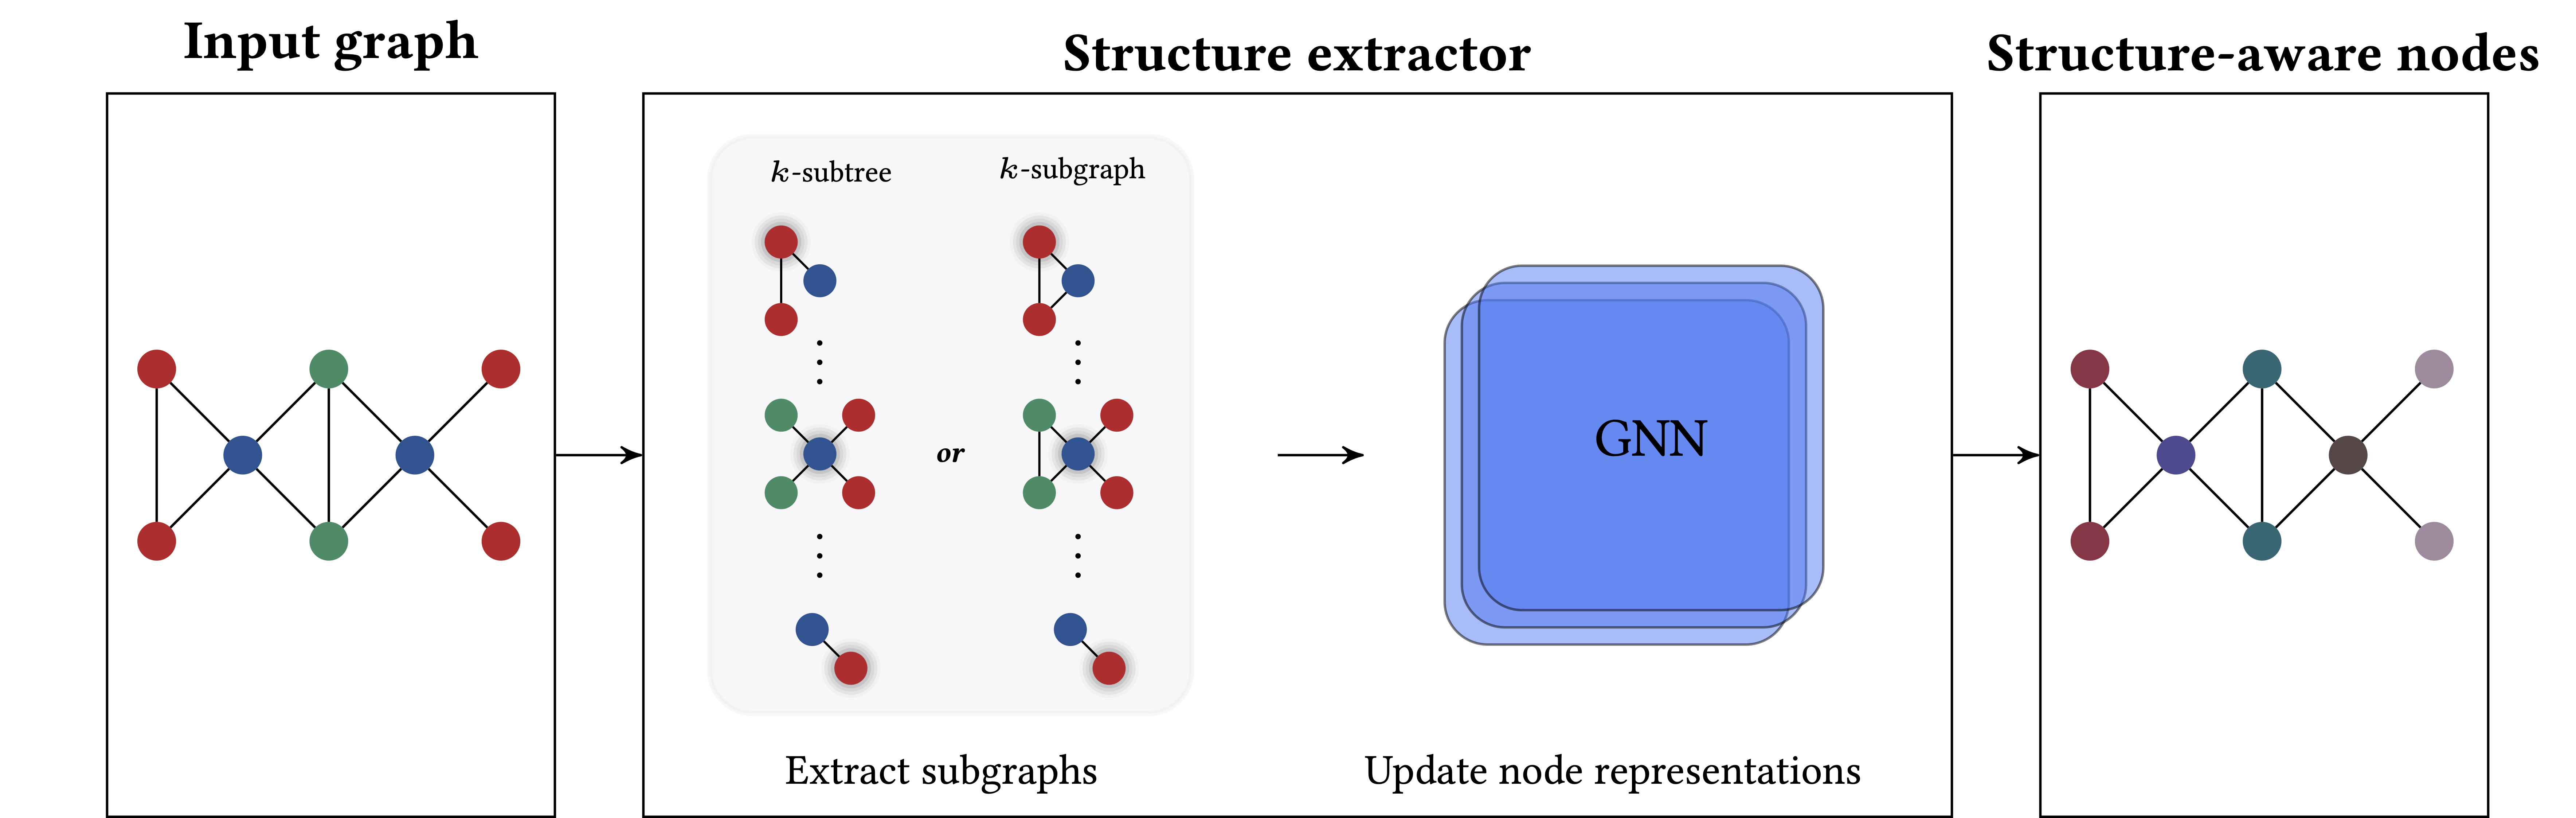 Input graph
Structure extractor
Structure-aware nodes
k-subtree
k-subgraph
or
GNN
Extract subgraphs
Update node representations